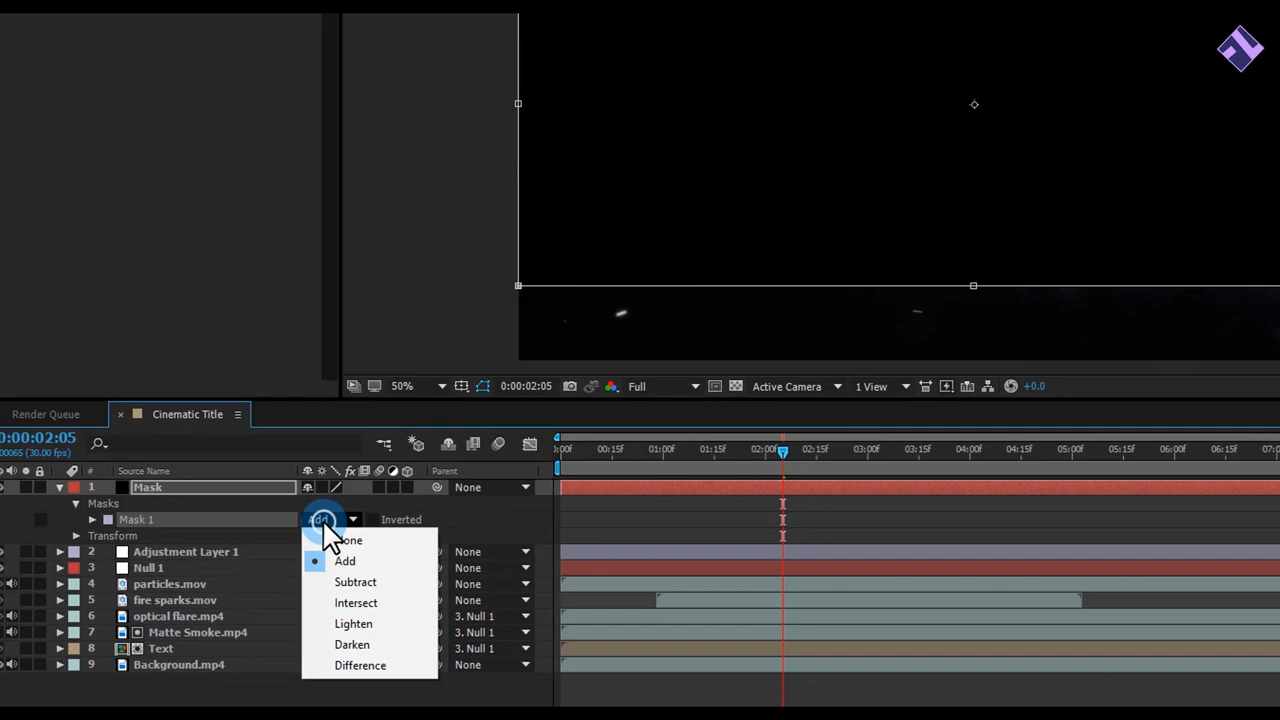 50%
0:00:02:05
Full
Active Camera
1 View
+0.0
Render Queue
× Cinematic Title
0:00:02:05
00065 (30.00 fps)
:00f 00:15f 01:00f 01:15f 02:00f 02:15f 03:00f 03:15f 04:00f 04:15f 05:00f 05:15f 06:00f 06:15f 07:0
# Source Name Parent
1 Mask None
Masks
Mask 1 Add Inverted
Transform
2 Adjustment Layer 1 None
3 Null 1 None
4 particles.mov None
5 fire sparks.mov None
6 optical flare.mp4 3. Null 1
7 Matte Smoke.mp4 3. Null 1
8 Text 3. Null 1
9 Background.mp4 None
Add
Subtract
Intersect
Lighten
Darken
Difference